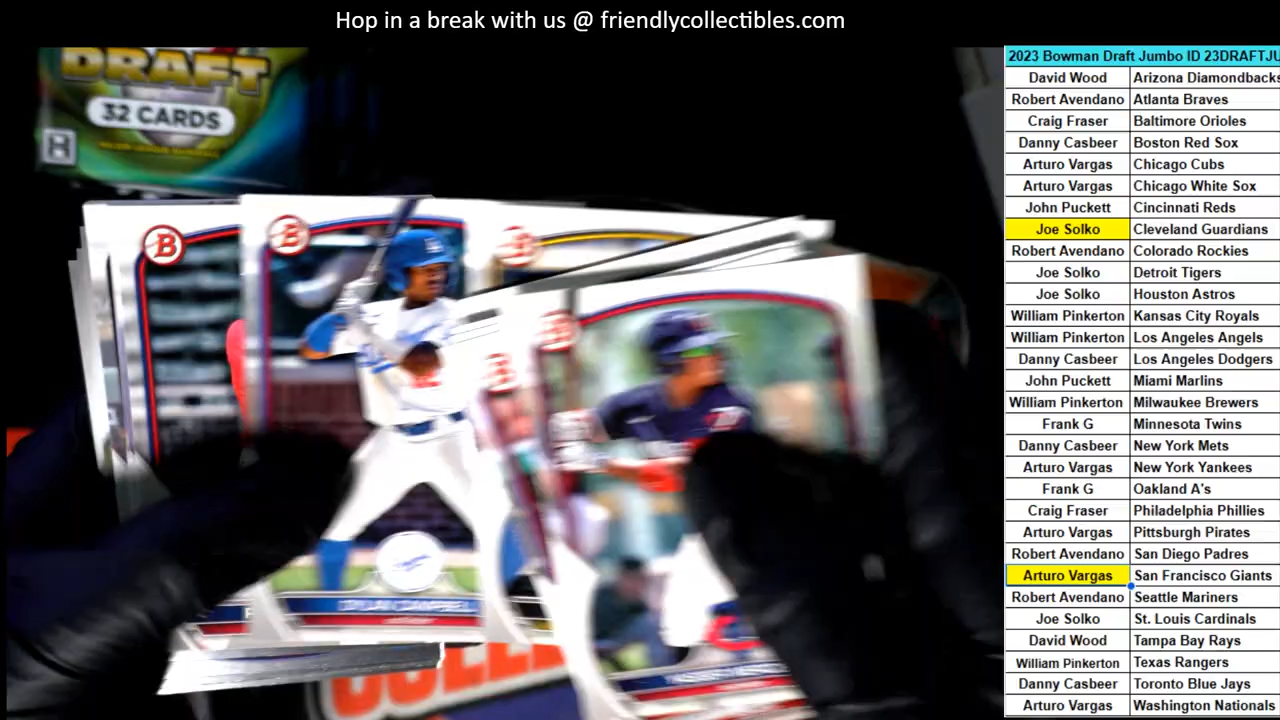 Hop in a break with us @ friendlycollectibles.com
DRAFT
32 CARDS
H
B
B
B
DYLAN CAMPBELL
2023 Bowman Draft Jumbo ID 23DRAFTJU
David Wood Arizona Diamondbacks
Robert Avendano Atlanta Braves
Craig Fraser Baltimore Orioles
Danny Casbeer Boston Red Sox
Arturo Vargas Chicago Cubs
Arturo Vargas Chicago White Sox
John Puckett Cincinnati Reds
Joe Solko Cleveland Guardians
Robert Avendano Colorado Rockies
Joe Solko Detroit Tigers
Joe Solko Houston Astros
William Pinkerton Kansas City Royals
William Pinkerton Los Angeles Angels
Danny Casbeer Los Angeles Dodgers
John Puckett Miami Marlins
William Pinkerton Milwaukee Brewers
Frank G Minnesota Twins
Danny Casbeer New York Mets
Arturo Vargas New York Yankees
Frank G Oakland A's
Craig Fraser Philadelphia Phillies
Arturo Vargas Pittsburgh Pirates
Robert Avendano San Diego Padres
Arturo Vargas San Francisco Giants
Robert Avendano Seattle Mariners
Joe Solko St. Louis Cardinals
David Wood Tampa Bay Rays
William Pinkerton Texas Rangers
Danny Casbeer Toronto Blue Jays
Arturo Vargas Washington Nationals